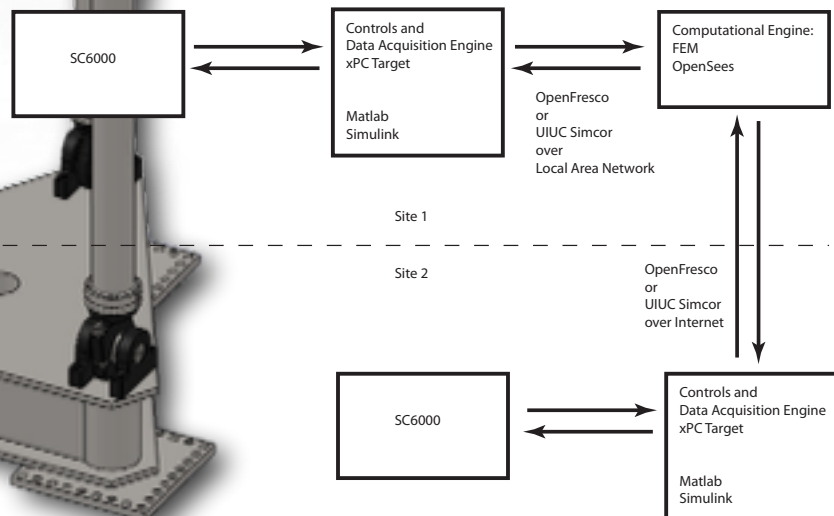 SC6000
Controls and
Data Acquisition Engine
xPC Target
Matlab
Simulink
OpenFresco
or
UIUC Simcor
over
Local Area Network
Computational Engine:
FEM
OpenSees
Site 1
Site 2
OpenFresco
or
UIUC Simcor
over Internet
SC6000
Controls and
Data Acquisition Engine
xPC Target
Matlab
Simulink